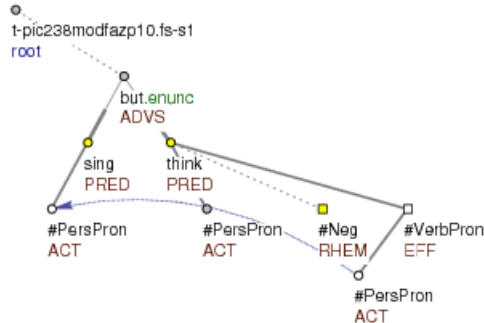 t-pic238modfazp10.fs-s1
root
but.enunc
ADVS
sing think
PRED PRED
#PersPron #PersPron #Neg #VerbPron
ACT ACT RHEM EFF
#PersPron
ACT